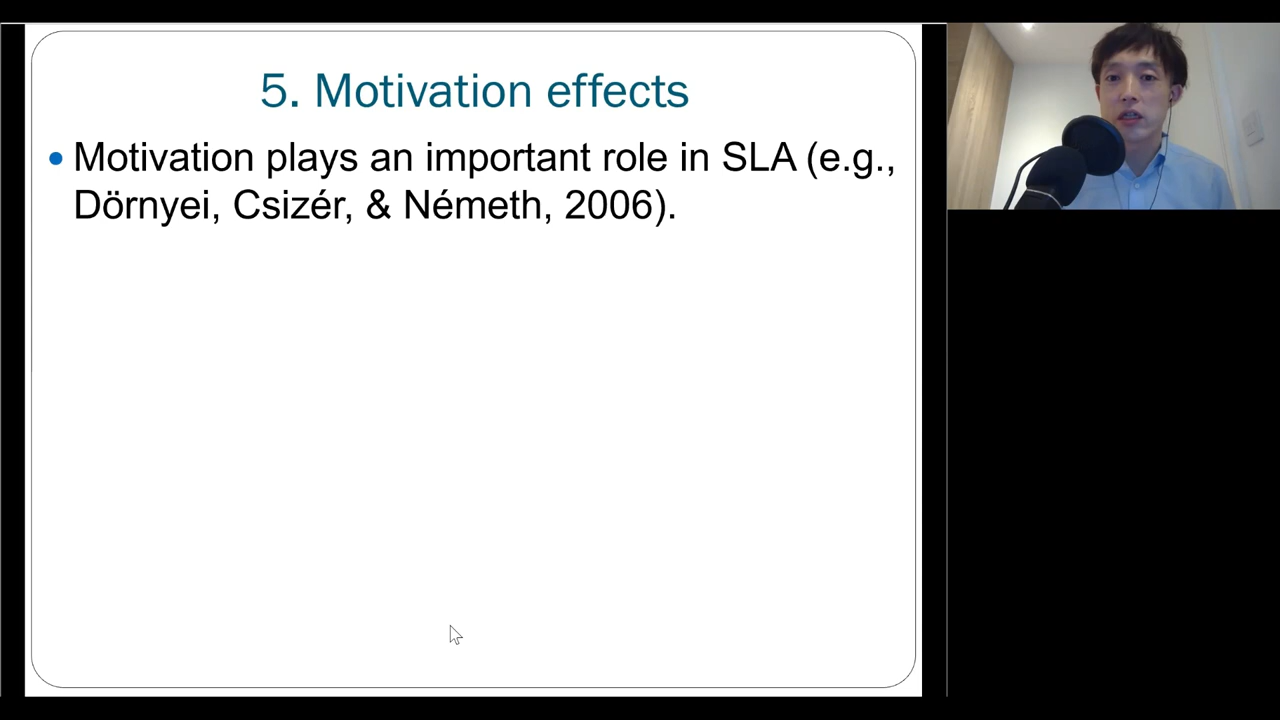 5. Motivation effects
• Motivation plays an important role in SLA (e.g.,
Dörnyei, Csizér, & Németh, 2006).